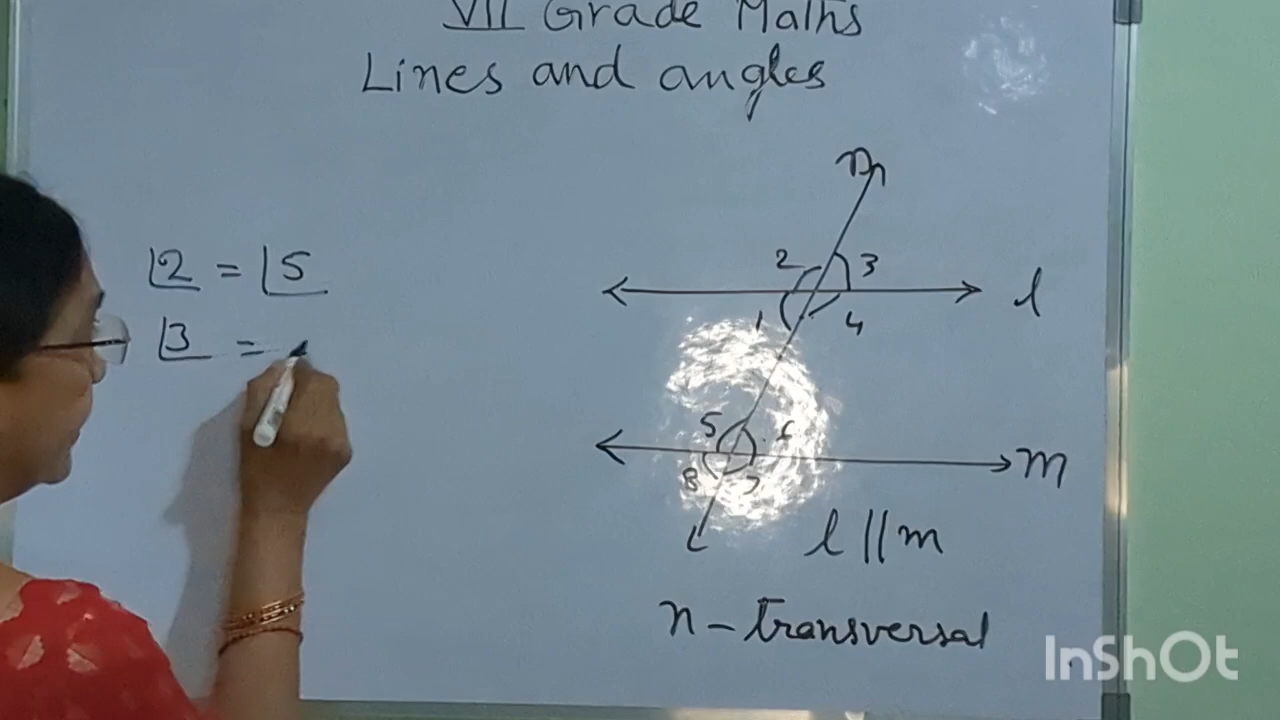 VII Grade Maths
Lines and angles
n
∠2 = ∠5
2 3
l
∠3 =
1 4
5 6
m
8 7
l || m
n - transversal
InShOt